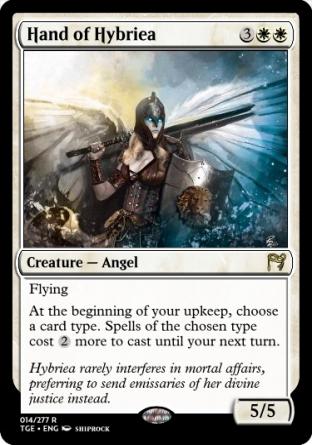 Hand of Hybriea 3
Creature — Angel
Flying
At the beginning of your upkeep, choose
a card type. Spells of the chosen type
cost 2 more to cast until your next turn.
Hybriea rarely interferes in mortal affairs,
preferring to send emissaries of her divine
justice instead.
5/5
014/277 R
TGE • ENG SHIPROCK